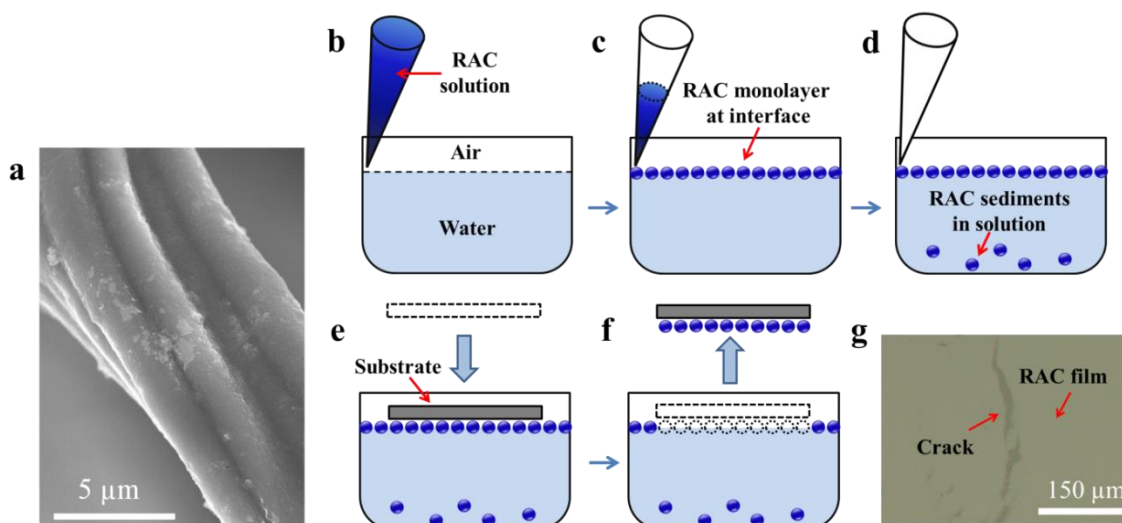 a
5 µm
b
RAC
solution
Air
Water
c
RAC monolayer
at interface
d
RAC sediments
in solution
e
Substrate
f
g
RAC film
Crack
150 µm